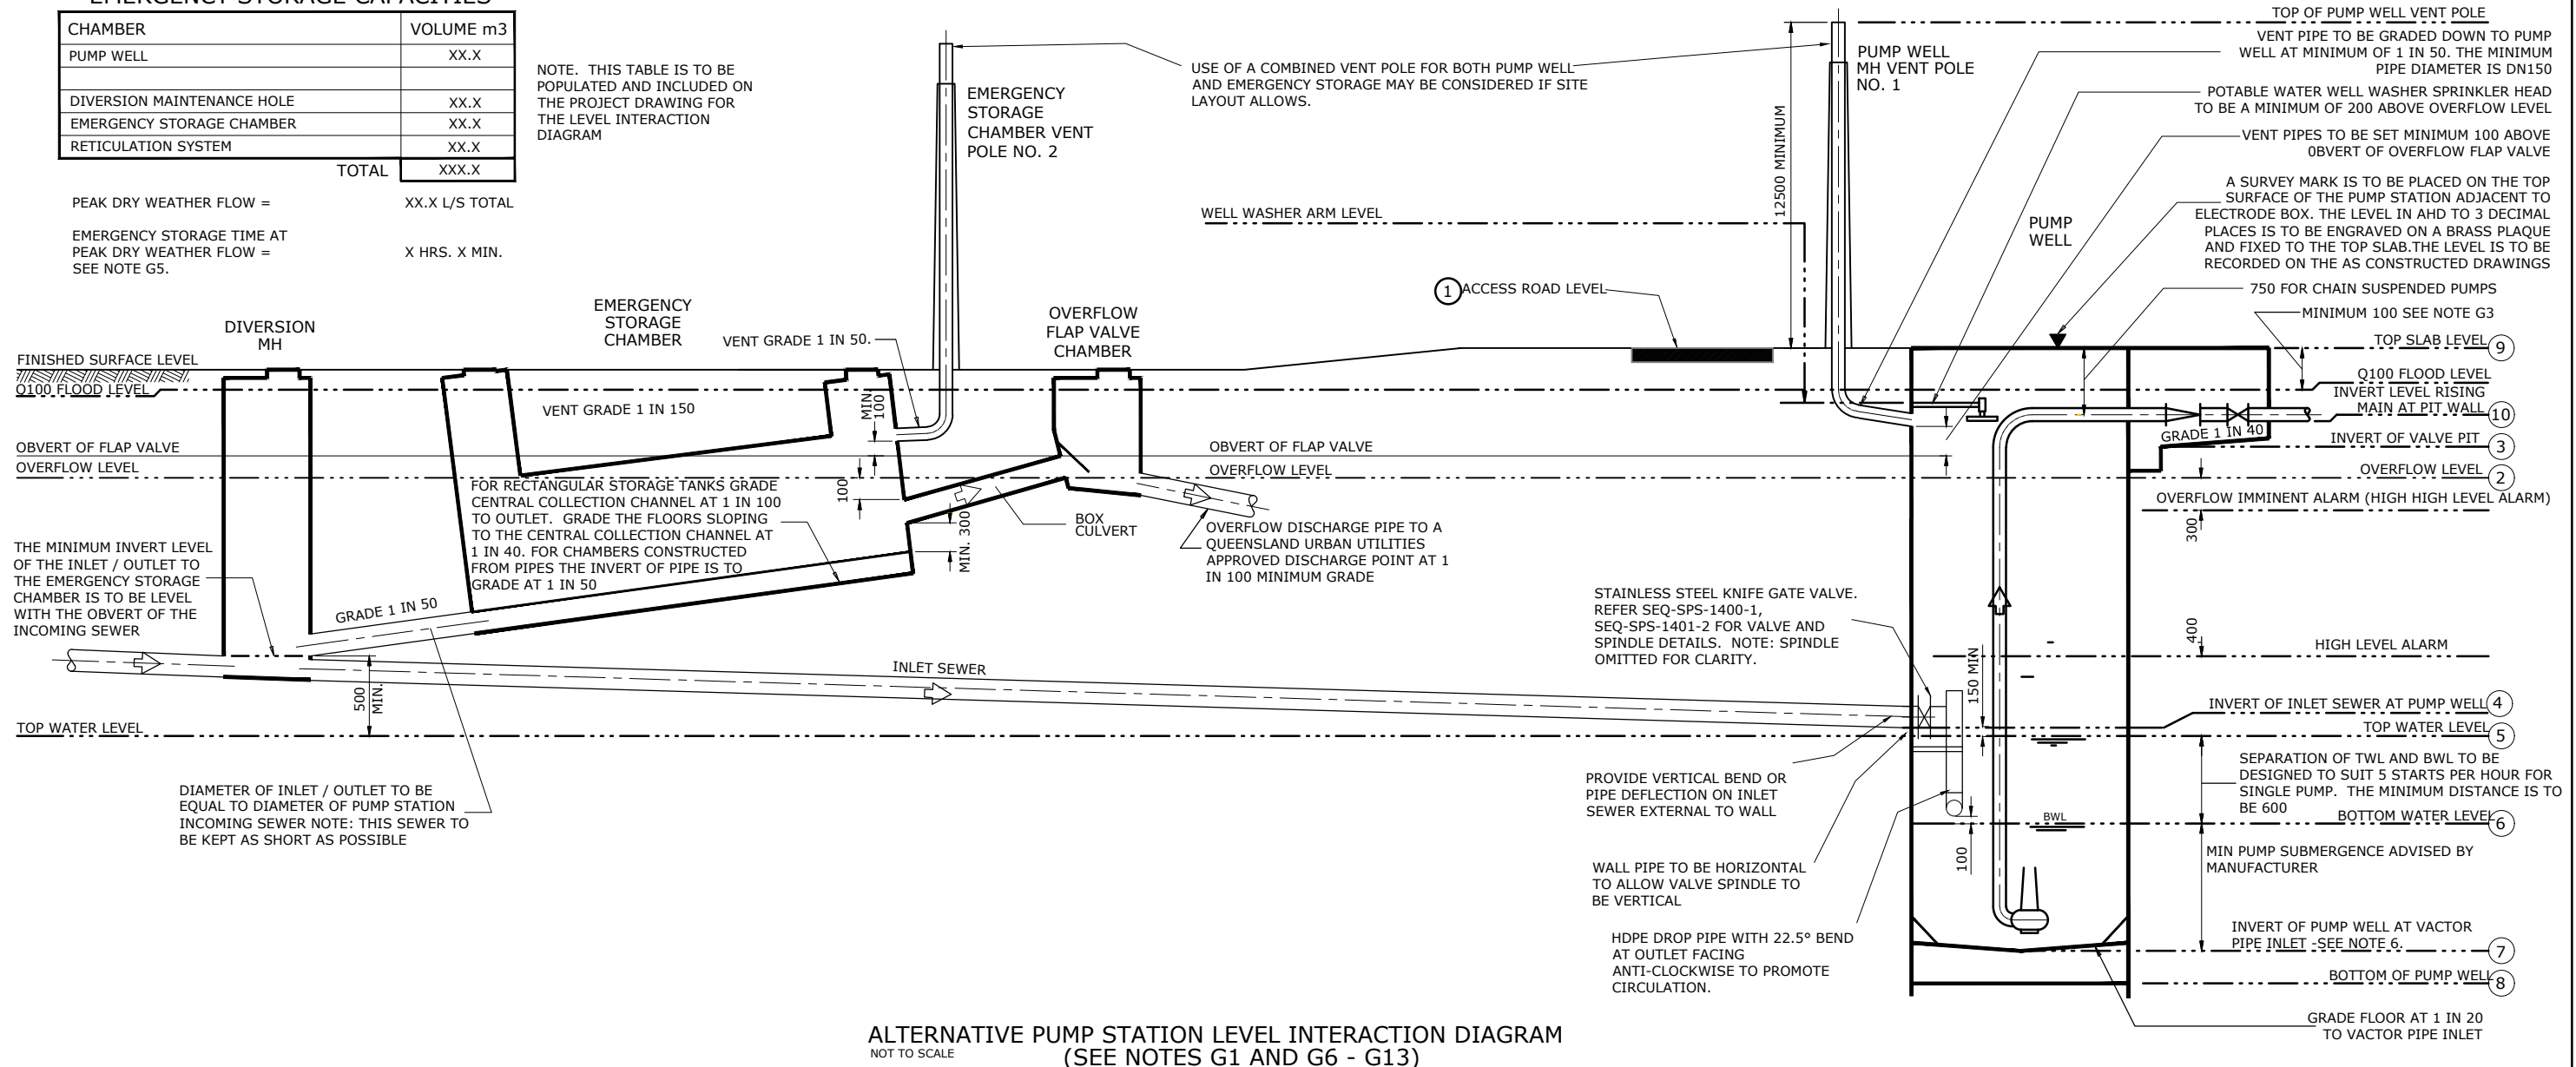 EMERGENCY STORAGE CAPACITIES
CHAMBER VOLUME m3
PUMP WELL XX.X
DIVERSION MAINTENANCE HOLE XX.X
EMERGENCY STORAGE CHAMBER XX.X
RETICULATION SYSTEM XX.X
TOTAL XXX.X
PEAK DRY WEATHER FLOW = XX.X L/S TOTAL
EMERGENCY STORAGE TIME AT
PEAK DRY WEATHER FLOW = X HRS. X MIN.
SEE NOTE G5.
NOTE. THIS TABLE IS TO BE
POPULATED AND INCLUDED ON
THE PROJECT DRAWING FOR
THE LEVEL INTERACTION
DIAGRAM
EMERGENCY
STORAGE
CHAMBER VENT
POLE NO. 2
USE OF A COMBINED VENT POLE FOR BOTH PUMP WELL
AND EMERGENCY STORAGE MAY BE CONSIDERED IF SITE
LAYOUT ALLOWS.
12500 MINIMUM
PUMP WELL
MH VENT POLE
NO. 1
TOP OF PUMP WELL VENT POLE
VENT PIPE TO BE GRADED DOWN TO PUMP
WELL AT MINIMUM OF 1 IN 50. THE MINIMUM
PIPE DIAMETER IS DN150
POTABLE WATER WELL WASHER SPRINKLER HEAD
TO BE A MINIMUM OF 200 ABOVE OVERFLOW LEVEL
VENT PIPES TO BE SET MINIMUM 100 ABOVE
0BVERT OF OVERFLOW FLAP VALVE
A SURVEY MARK IS TO BE PLACED ON THE TOP
SURFACE OF THE PUMP STATION ADJACENT TO
ELECTRODE BOX. THE LEVEL IN AHD TO 3 DECIMAL
PLACES IS TO BE ENGRAVED ON A BRASS PLAQUE
AND FIXED TO THE TOP SLAB.THE LEVEL IS TO BE
RECORDED ON THE AS CONSTRUCTED DRAWINGS
PUMP
WELL
750 FOR CHAIN SUSPENDED PUMPS
MINIMUM 100 SEE NOTE G3
WELL WASHER ARM LEVEL
1 ACCESS ROAD LEVEL
DIVERSION
MH
EMERGENCY
STORAGE
CHAMBER
VENT GRADE 1 IN 50.
OVERFLOW
FLAP VALVE
CHAMBER
FINISHED SURFACE LEVEL
Q100 FLOOD LEVEL
VENT GRADE 1 IN 150
MIN.
100
OBVERT OF FLAP VALVE
OVERFLOW LEVEL
OBVERT OF FLAP VALVE
OVERFLOW LEVEL
TOP SLAB LEVEL 9
Q100 FLOOD LEVEL
INVERT LEVEL RISING
MAIN AT PIT WALL 10
GRADE 1 IN 40
INVERT OF VALVE PIT 3
OVERFLOW LEVEL 2
OVERFLOW IMMINENT ALARM (HIGH HIGH LEVEL ALARM)
300
FOR RECTANGULAR STORAGE TANKS GRADE
CENTRAL COLLECTION CHANNEL AT 1 IN 100
TO OUTLET. GRADE THE FLOORS SLOPING
TO THE CENTRAL COLLECTION CHANNEL AT
1 IN 40. FOR CHAMBERS CONSTRUCTED
FROM PIPES THE INVERT OF PIPE IS TO
GRADE AT 1 IN 50
100
MIN. 300
BOX
CULVERT
OVERFLOW DISCHARGE PIPE TO A
QUEENSLAND URBAN UTILITIES
APPROVED DISCHARGE POINT AT 1
IN 100 MINIMUM GRADE
THE MINIMUM INVERT LEVEL
OF THE INLET / OUTLET TO
THE EMERGENCY STORAGE
CHAMBER IS TO BE LEVEL
WITH THE OBVERT OF THE
INCOMING SEWER
GRADE 1 IN 50
500
MIN.
INLET SEWER
STAINLESS STEEL KNIFE GATE VALVE.
REFER SEQ-SPS-1400-1,
SEQ-SPS-1401-2 FOR VALVE AND
SPINDLE DETAILS. NOTE: SPINDLE
OMITTED FOR CLARITY.
150 MIN
400
HIGH LEVEL ALARM
INVERT OF INLET SEWER AT PUMP WELL 4
TOP WATER LEVEL 5
TOP WATER LEVEL
SEPARATION OF TWL AND BWL TO BE
DESIGNED TO SUIT 5 STARTS PER HOUR FOR
SINGLE PUMP. THE MINIMUM DISTANCE IS TO
BE 600
DIAMETER OF INLET / OUTLET TO BE
EQUAL TO DIAMETER OF PUMP STATION
INCOMING SEWER NOTE: THIS SEWER TO
BE KEPT AS SHORT AS POSSIBLE
PROVIDE VERTICAL BEND OR
PIPE DEFLECTION ON INLET
SEWER EXTERNAL TO WALL
BWL
BOTTOM WATER LEVEL 6
100
MIN PUMP SUBMERGENCE ADVISED BY
MANUFACTURER
WALL PIPE TO BE HORIZONTAL
TO ALLOW VALVE SPINDLE TO
BE VERTICAL
HDPE DROP PIPE WITH 22.5° BEND
AT OUTLET FACING
ANTI-CLOCKWISE TO PROMOTE
CIRCULATION.
INVERT OF PUMP WELL AT VACTOR
PIPE INLET -SEE NOTE 6. 7
BOTTOM OF PUMP WELL 8
GRADE FLOOR AT 1 IN 20
TO VACTOR PIPE INLET
ALTERNATIVE PUMP STATION LEVEL INTERACTION DIAGRAM
NOT TO SCALE
(SEE NOTES G1 AND G6 - G13)